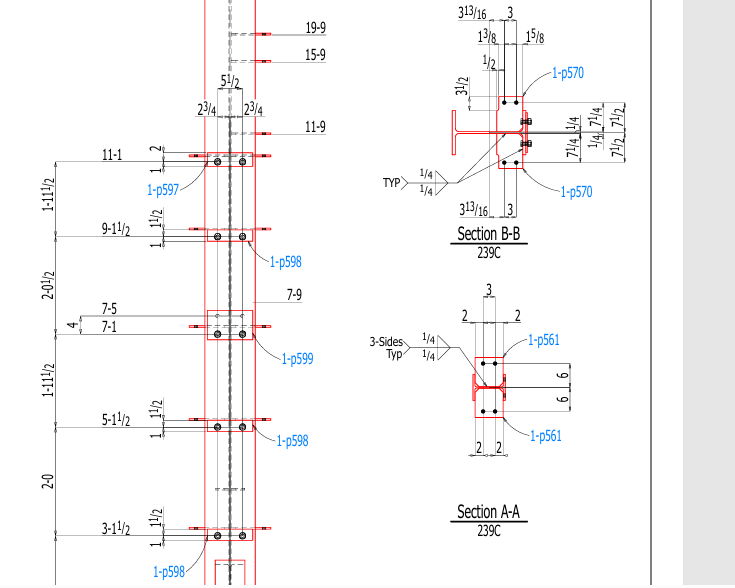 19-9
15-9
5 1/2
2 3/4 2 3/4
11-9
11-1
2
1
1-p597
1-11 1/2
9-1 1/2
1 1/2
1
1-p598
2-0 1/2
7-9
7-5
4
7-1
1-p599
1-11 1/2
5-1 1/2
1 1/2
1
1-p598
2-0
3-1 1/2
1 1/2
1
1-p598
3 13/16 3
1 3/8 1 5/8
1/2
1-p570
3 1/2
1/4 7 1/4 7 1/2
7 1/4 1/4 7 1/2
TYP 1/4
1/4
1-p570
3 13/16 3
Section B-B
239C
3
2 2
3-Sides
Typ
1/4
1/4
1-p561
6
6
1-p561
2 2
Section A-A
239C